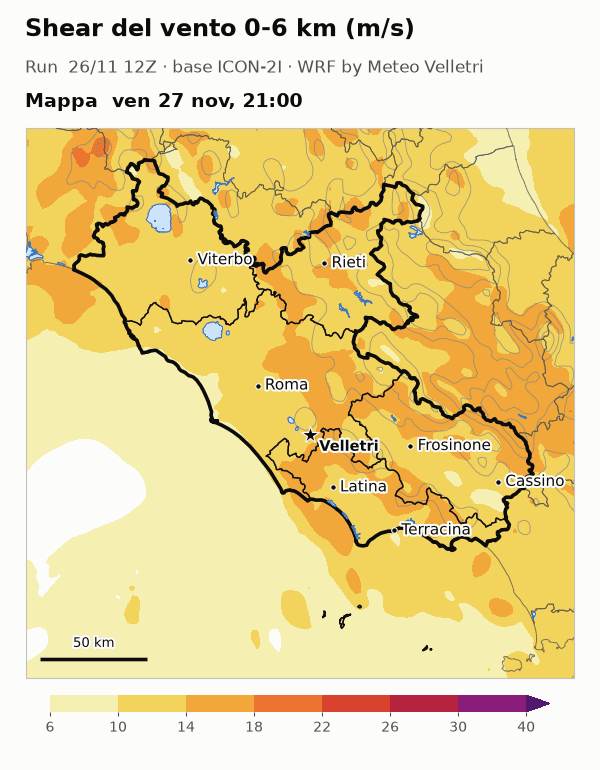 Shear del vento 0-6 km (m/s)
Run  26/11 12Z · base ICON-2I · WRF by Meteo Velletri
Mappa  ven 27 nov, 21:00
Viterbo
Rieti
Roma
Velletri
Frosinone
Latina
Cassino
Terracina
50 km
6 10 14 18 22 26 30 40